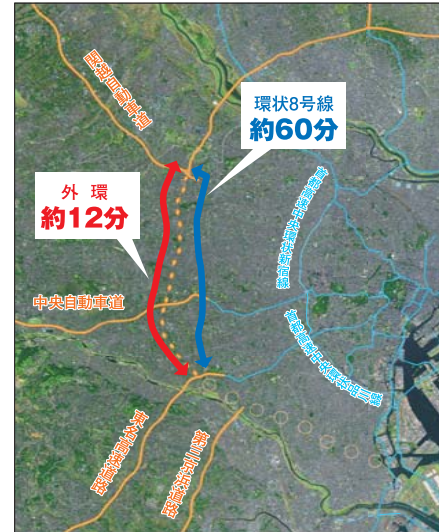 関越自動車道
環状8号線
約60分
外環
約12分
首都高速中央環状新宿線
中央自動車道
首都高速中央環状品川線
東名高速道路
第三京浜道路